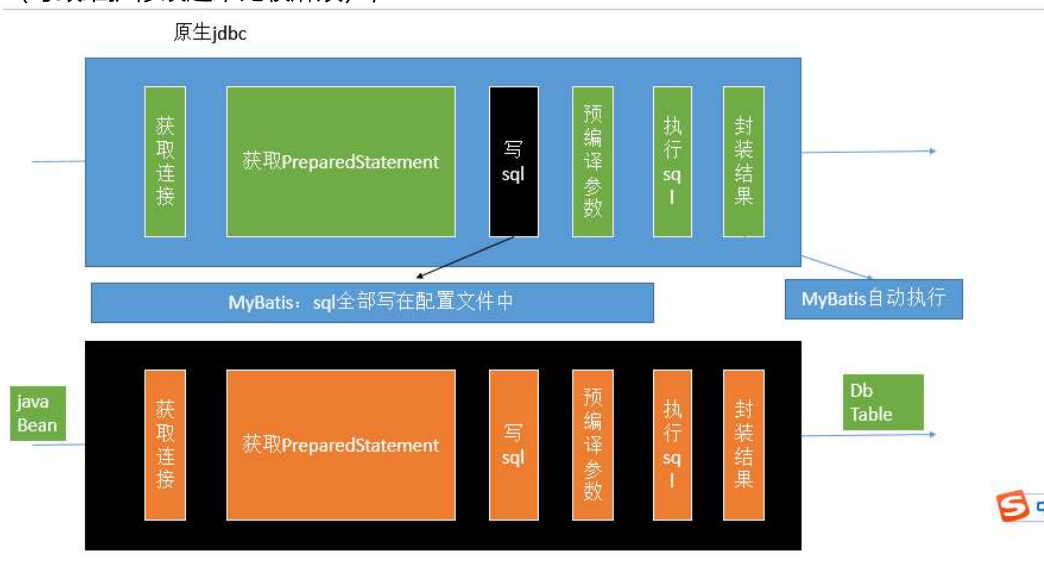 原生jdbc
获取连接
获取PreparedStatement
写
sql
预编译参数
执行
sq
l
封装结果
MyBatis：sql全部写在配置文件中
MyBatis自动执行
java
Bean
获取连接
获取PreparedStatement
写
sql
预编译参数
执行
sq
l
封装结果
Db
Table